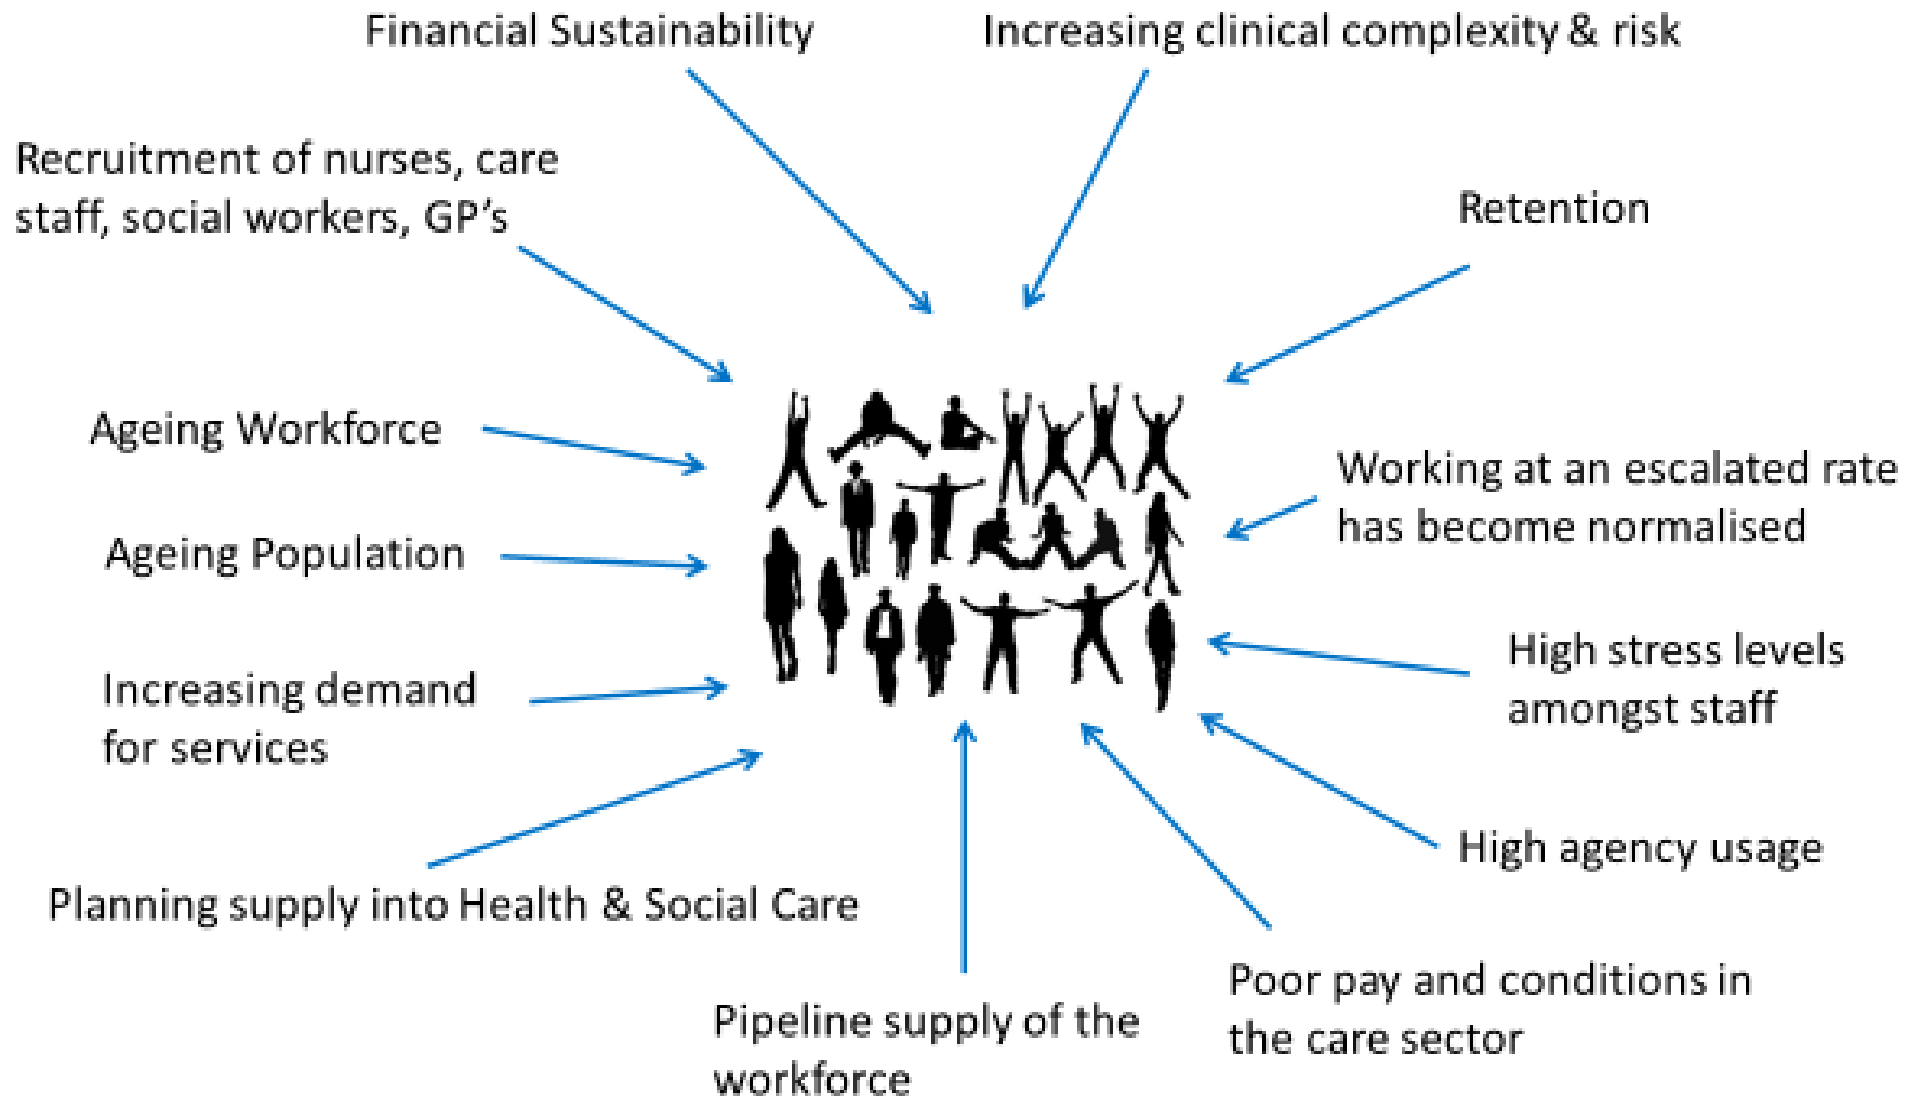 Financial Sustainability
Increasing clinical complexity & risk
Recruitment of nurses, care
staff, social workers, GP’s
Retention
Ageing Workforce
Working at an escalated rate
has become normalised
Ageing Population
High stress levels
amongst staff
Increasing demand
for services
High agency usage
Planning supply into Health & Social Care
Poor pay and conditions in
the care sector
Pipeline supply of the
workforce